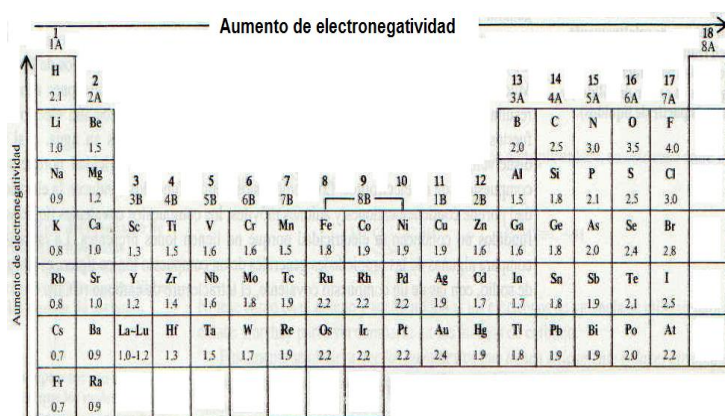 Aumento de electronegatividad
1 18
1A 8A
H 2 13 14 15 16 17
2.1 2A 3A 4A 5A 6A 7A
Li Be B C N O F
1.0 1.5 2.0 2.5 3.0 3.5 4.0
Na Mg Al Si P S Cl
0.9 1.2 3 4 5 6 7 8 9 10 11 12 1.5 1.8 2.1 2.5 3.0
3B 4B 5B 6B 7B 8B 1B 2B
K Ca Sc Ti V Cr Mn Fe Co Ni Cu Zn Ga Ge As Se Br
0.8 1.0 1.3 1.5 1.6 1.6 1.5 1.8 1.9 1.9 1.9 1.6 1.6 1.8 2.0 2.4 2.8
Rb Sr Y Zr Nb Mo Tc Ru Rh Pd Ag Cd In Sn Sb Te I
0.8 1.0 1.2 1.4 1.6 1.8 1.9 2.2 2.2 2.2 1.9 1.7 1.7 1.8 1.9 2.1 2.5
Cs Ba La-Lu Hf Ta W Re Os Ir Pt Au Hg Tl Pb Bi Po At
0.7 0.9 1.0-1.2 1.3 1.5 1.7 1.9 2.2 2.2 2.2 2.4 1.9 1.8 1.9 1.9 2.0 2.2
Fr Ra
0.7 0.9
Aumento de electronegatividad